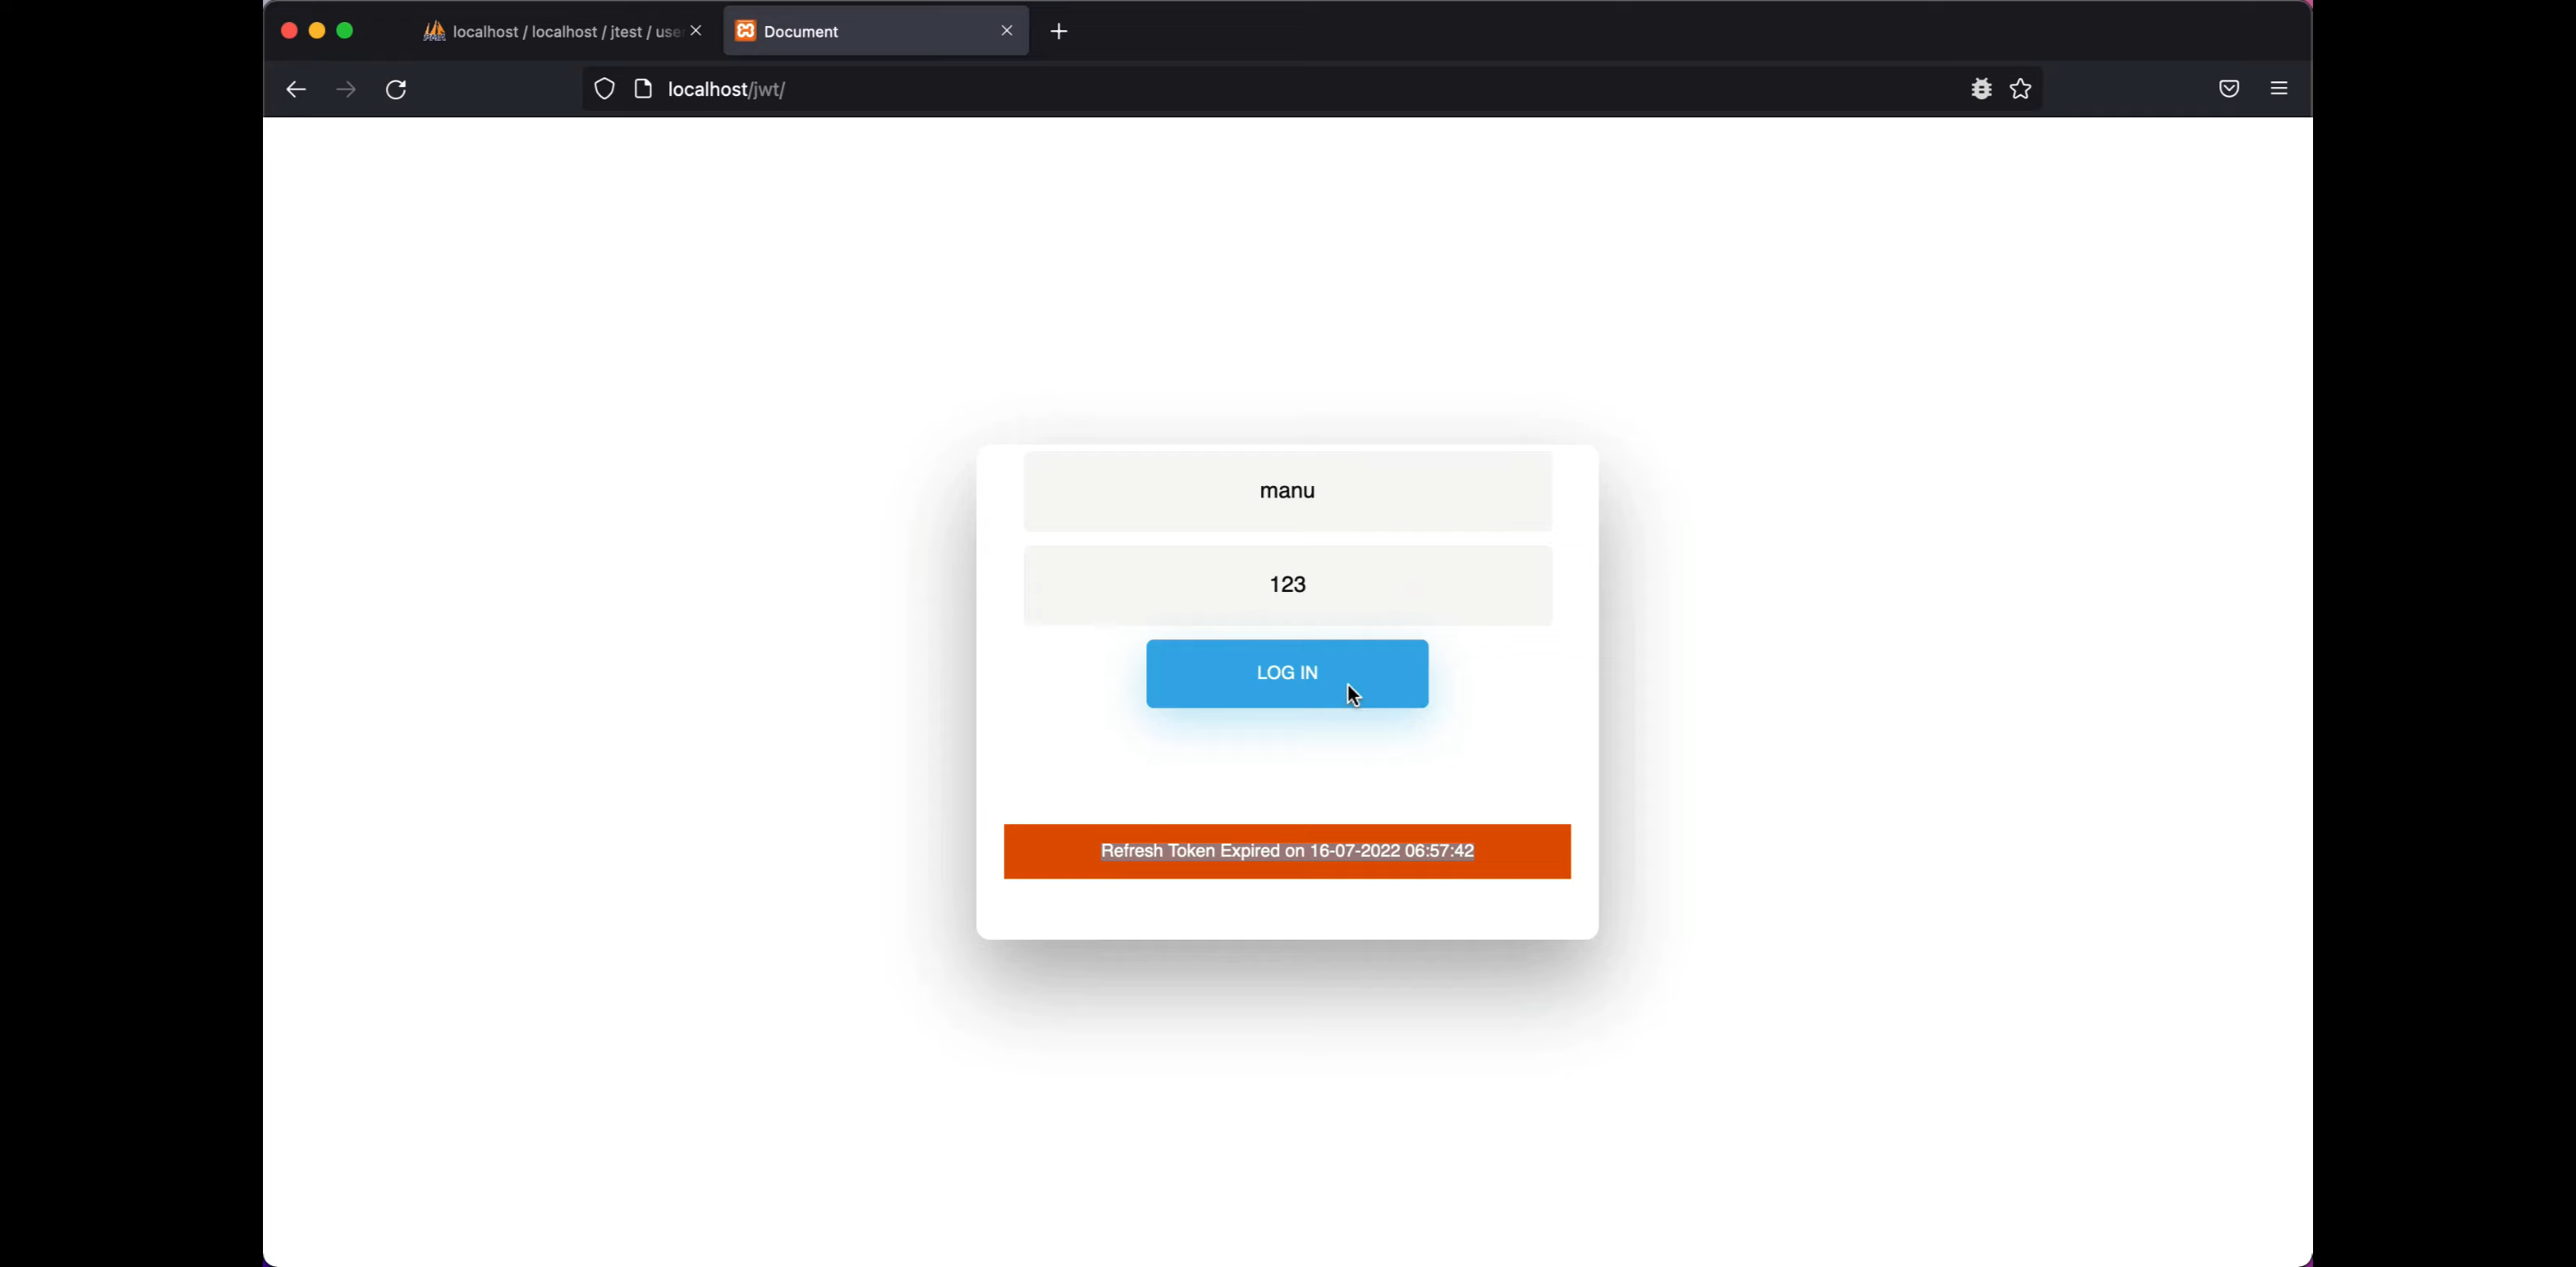 localhost / localhost / jtest / use
Document
localhost/jwt/
manu
123
LOG IN
Refresh Token Expired on 16-07-2022 06:57:42